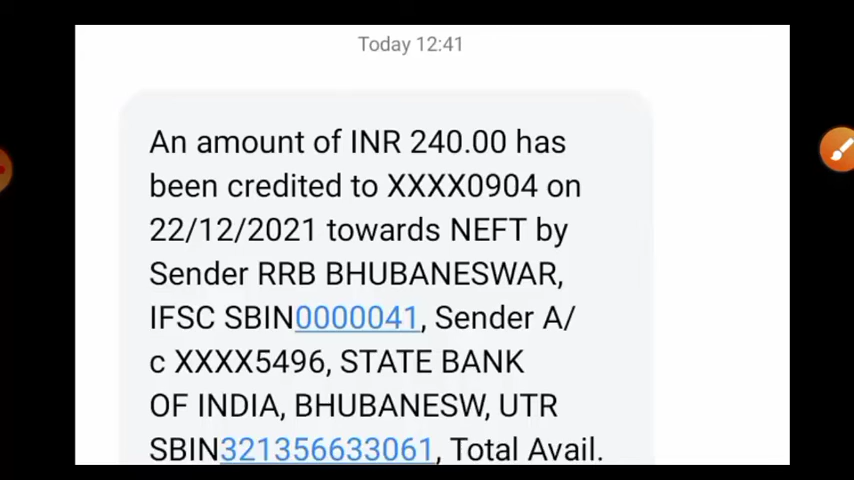 Today 12:41
An amount of INR 240.00 has
been credited to XXXX0904 on
22/12/2021 towards NEFT by
Sender RRB BHUBANESWAR,
IFSC SBIN0000041, Sender A/
c XXXX5496, STATE BANK
OF INDIA, BHUBANESW, UTR
SBIN321356633061, Total Avail.